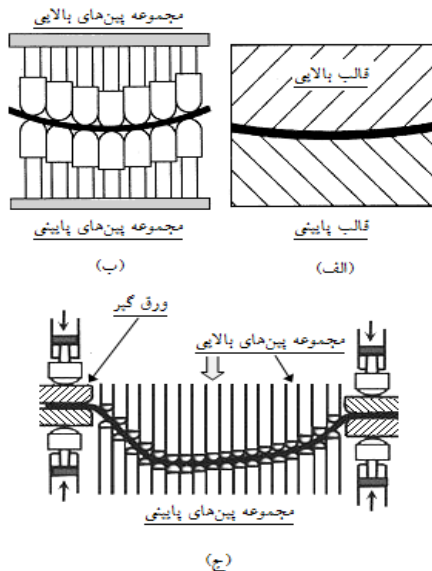 مجموعه پین‌های بالایی
قالب بالایی
مجموعه پین‌های پایینی
قالب پایینی
(ب)
(الف)
ورق گیر
مجموعه پین‌های بالایی
مجموعه پین‌های پایینی
(ج)